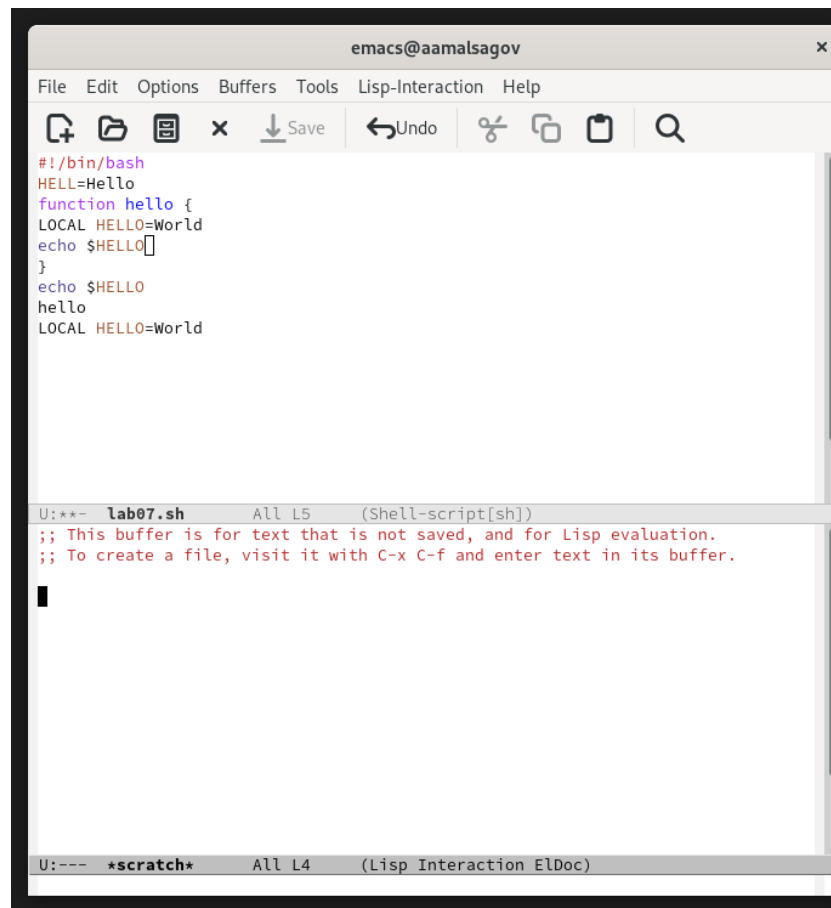 emacs@aamalsagov ×
File Edit Options Buffers Tools Lisp-Interaction Help
Save Undo
#!/bin/bash
HELL=Hello
function hello {
LOCAL HELLO=World
echo $HELLO
}
echo $HELLO
hello
LOCAL HELLO=World
U:**- lab07.sh All L5 (Shell-script[sh])
;; This buffer is for text that is not saved, and for Lisp evaluation.
;; To create a file, visit it with C-x C-f and enter text in its buffer.
U:--- *scratch* All L4 (Lisp Interaction ElDoc)